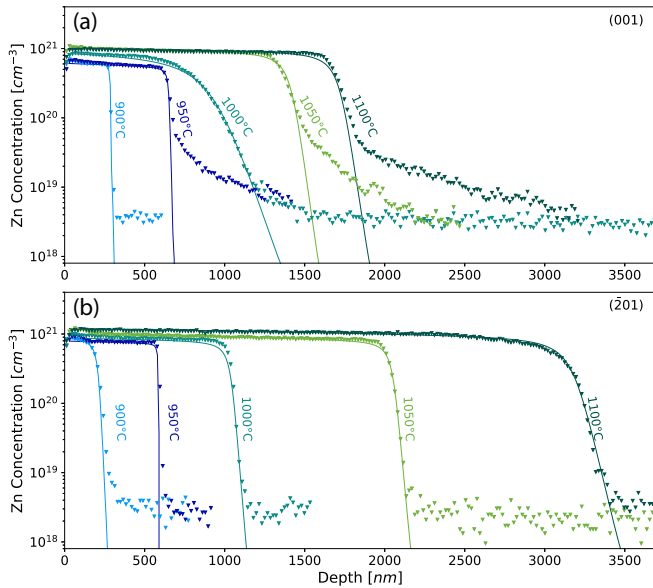 (a)
(001)
Zn Concentration [cm⁻³]
10²¹
10²⁰
10¹⁹
10¹⁸
900°C
950°C
1000°C
1050°C
1100°C
0
500
1000
1500
2000
2500
3000
3500
(b)
(2̄01)
Zn Concentration [cm⁻³]
10²¹
10²⁰
10¹⁹
10¹⁸
900°C
950°C
1000°C
1050°C
1100°C
0
500
1000
1500
2000
2500
3000
3500
Depth [nm]